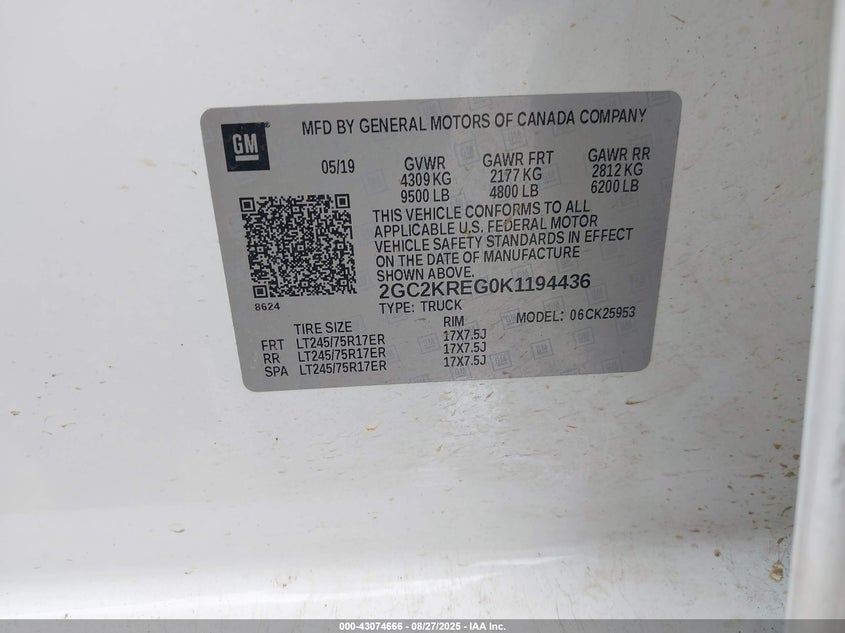 GM
MFD BY GENERAL MOTORS OF CANADA COMPANY
05/19 GVWR GAWR FRT GAWR RR
4309 KG 2177 KG 2812 KG
9500 LB 4800 LB 6200 LB
THIS VEHICLE CONFORMS TO ALL
APPLICABLE U.S. FEDERAL MOTOR
VEHICLE SAFETY STANDARDS IN EFFECT
ON THE DATE OF MANUFACTURE
SHOWN ABOVE.
2GC2KREG0K1194436
8624
TYPE: TRUCK MODEL: 06CK25953
TIRE SIZE RIM
FRT LT245/75R17ER 17X7.5J
RR LT245/75R17ER 17X7.5J
SPA LT245/75R17ER 17X7.5J
000-43074666 - 08/27/2025 - IAA Inc.